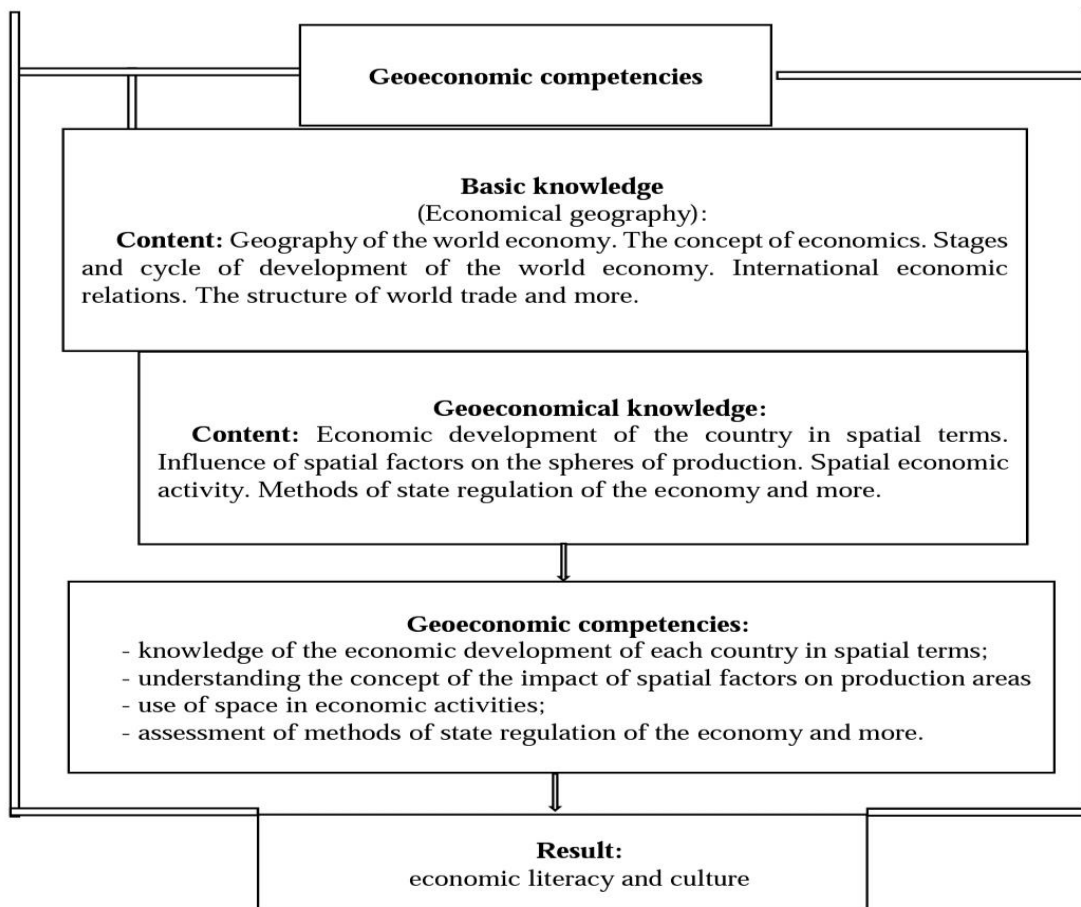 Geoeconomic competencies
Basic knowledge
(Economical geography):
Content: Geography of the world economy. The concept of economics. Stages
and cycle of development of the world economy. International economic
relations. The structure of world trade and more.
Geoeconomical knowledge:
Content: Economic development of the country in spatial terms.
Influence of spatial factors on the spheres of production. Spatial economic
activity. Methods of state regulation of the economy and more.
Geoeconomic competencies:
- knowledge of the economic development of each country in spatial terms;
- understanding the concept of the impact of spatial factors on production areas
- use of space in economic activities;
- assessment of methods of state regulation of the economy and more.
Result:
economic literacy and culture